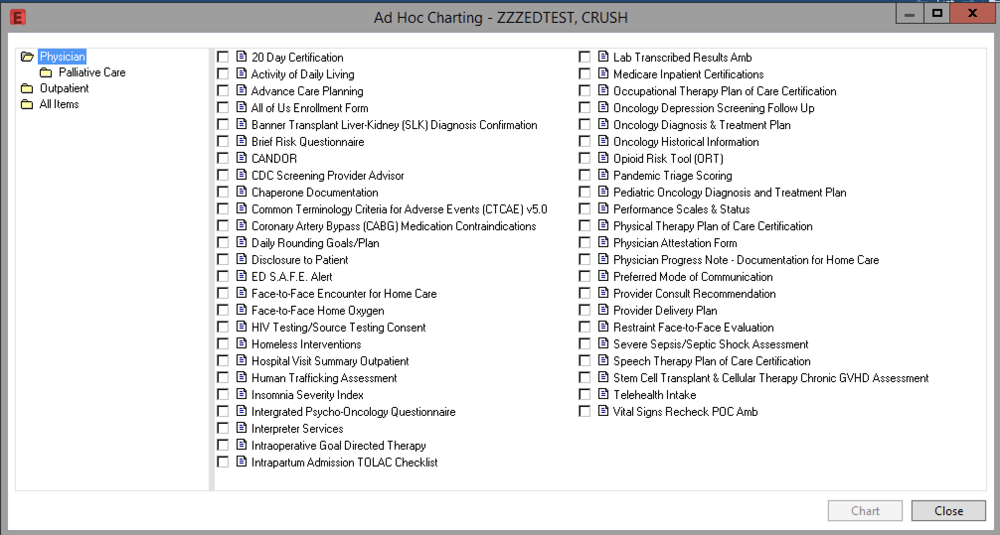 Ad Hoc Charting - ZZZEDTEST, CRUSH
Physician
Palliative Care
Outpatient
All Items
20 Day Certification
Activity of Daily Living
Advance Care Planning
All of Us Enrollment Form
Banner Transplant Liver-Kidney (SLK) Diagnosis Confirmation
Brief Risk Questionnaire
CANDOR
CDC Screening Provider Advisor
Chaperone Documentation
Common Terminology Criteria for Adverse Events (CTCAE) v5.0
Coronary Artery Bypass (CABG) Medication Contraindications
Daily Rounding Goals/Plan
Disclosure to Patient
ED S.A.F.E. Alert
Face-to-Face Encounter for Home Care
Face-to-Face Home Oxygen
HIV Testing/Source Testing Consent
Homeless Interventions
Hospital Visit Summary Outpatient
Human Trafficking Assessment
Insomnia Severity Index
Intergrated Psycho-Oncology Questionnaire
Interpreter Services
Intraoperative Goal Directed Therapy
Intrapartum Admission TOLAC Checklist
Lab Transcribed Results Amb
Medicare Inpatient Certifications
Occupational Therapy Plan of Care Certification
Oncology Depression Screening Follow Up
Oncology Diagnosis & Treatment Plan
Oncology Historical Information
Opioid Risk Tool (ORT)
Pandemic Triage Scoring
Pediatric Oncology Diagnosis and Treatment Plan
Performance Scales & Status
Physical Therapy Plan of Care Certification
Physician Attestation Form
Physician Progress Note - Documentation for Home Care
Preferred Mode of Communication
Provider Consult Recommendation
Provider Delivery Plan
Restraint Face-to-Face Evaluation
Severe Sepsis/Septic Shock Assessment
Speech Therapy Plan of Care Certification
Stem Cell Transplant & Cellular Therapy Chronic GVHD Assessment
Telehealth Intake
Vital Signs Recheck POC Amb
Chart
Close